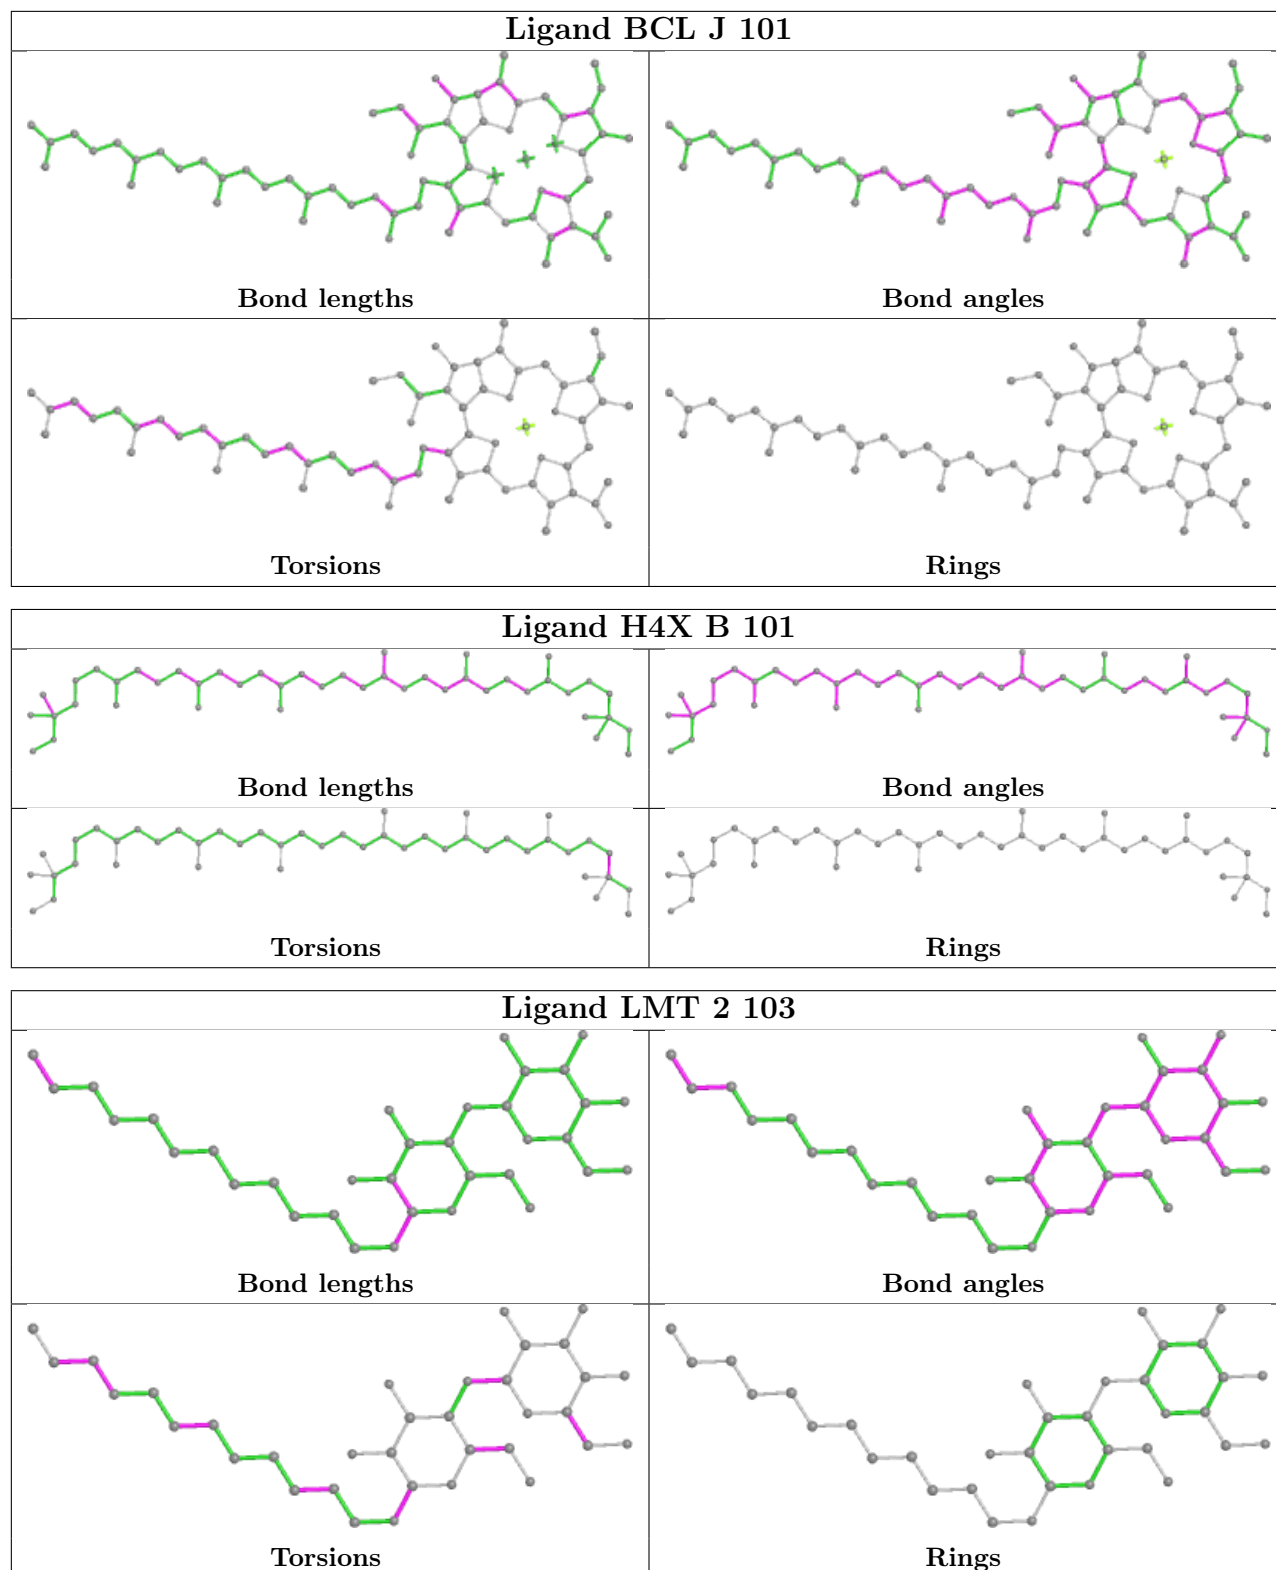 Ligand BCL J 101
Bond lengths
Bond angles
Torsions
Rings
Ligand H4X B 101
Bond lengths
Bond angles
Torsions
Rings
Ligand LMT 2 103
Bond lengths
Bond angles
Torsions
Rings